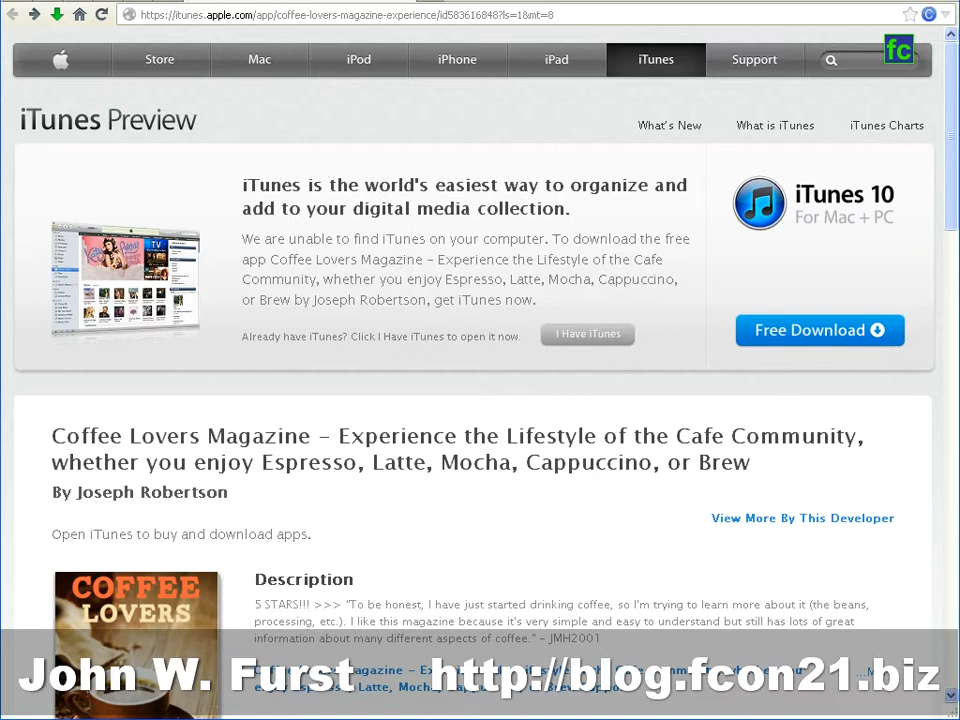 https://itunes.apple.com/app/coffee-lovers-magazine-experience/id583616848?ls=1&mt=8
fc
Store Mac iPod iPhone iPad iTunes Support
iTunes Preview
What's New What is iTunes iTunes Charts
iTunes is the world's easiest way to organize and
add to your digital media collection.
We are unable to find iTunes on your computer. To download the free
app Coffee Lovers Magazine – Experience the Lifestyle of the Cafe
Community, whether you enjoy Espresso, Latte, Mocha, Cappuccino,
or Brew by Joseph Robertson, get iTunes now.
Already have iTunes? Click I Have iTunes to open it now.
I Have iTunes
iTunes 10
For Mac + PC
Free Download
Coffee Lovers Magazine – Experience the Lifestyle of the Cafe Community,
whether you enjoy Espresso, Latte, Mocha, Cappuccino, or Brew
By Joseph Robertson
View More By This Developer
Open iTunes to buy and download apps.
COFFEE
LOVERS
Description
5 STARS!!! >>> "To be honest, I have just started drinking coffee, so I'm trying to learn more about it (the beans,
processing, etc.). I like this magazine because it's very simple and easy to understand but still has lots of great
information about many different aspects of coffee." – JMH2001
John W. Furst http://blog.fcon21.biz